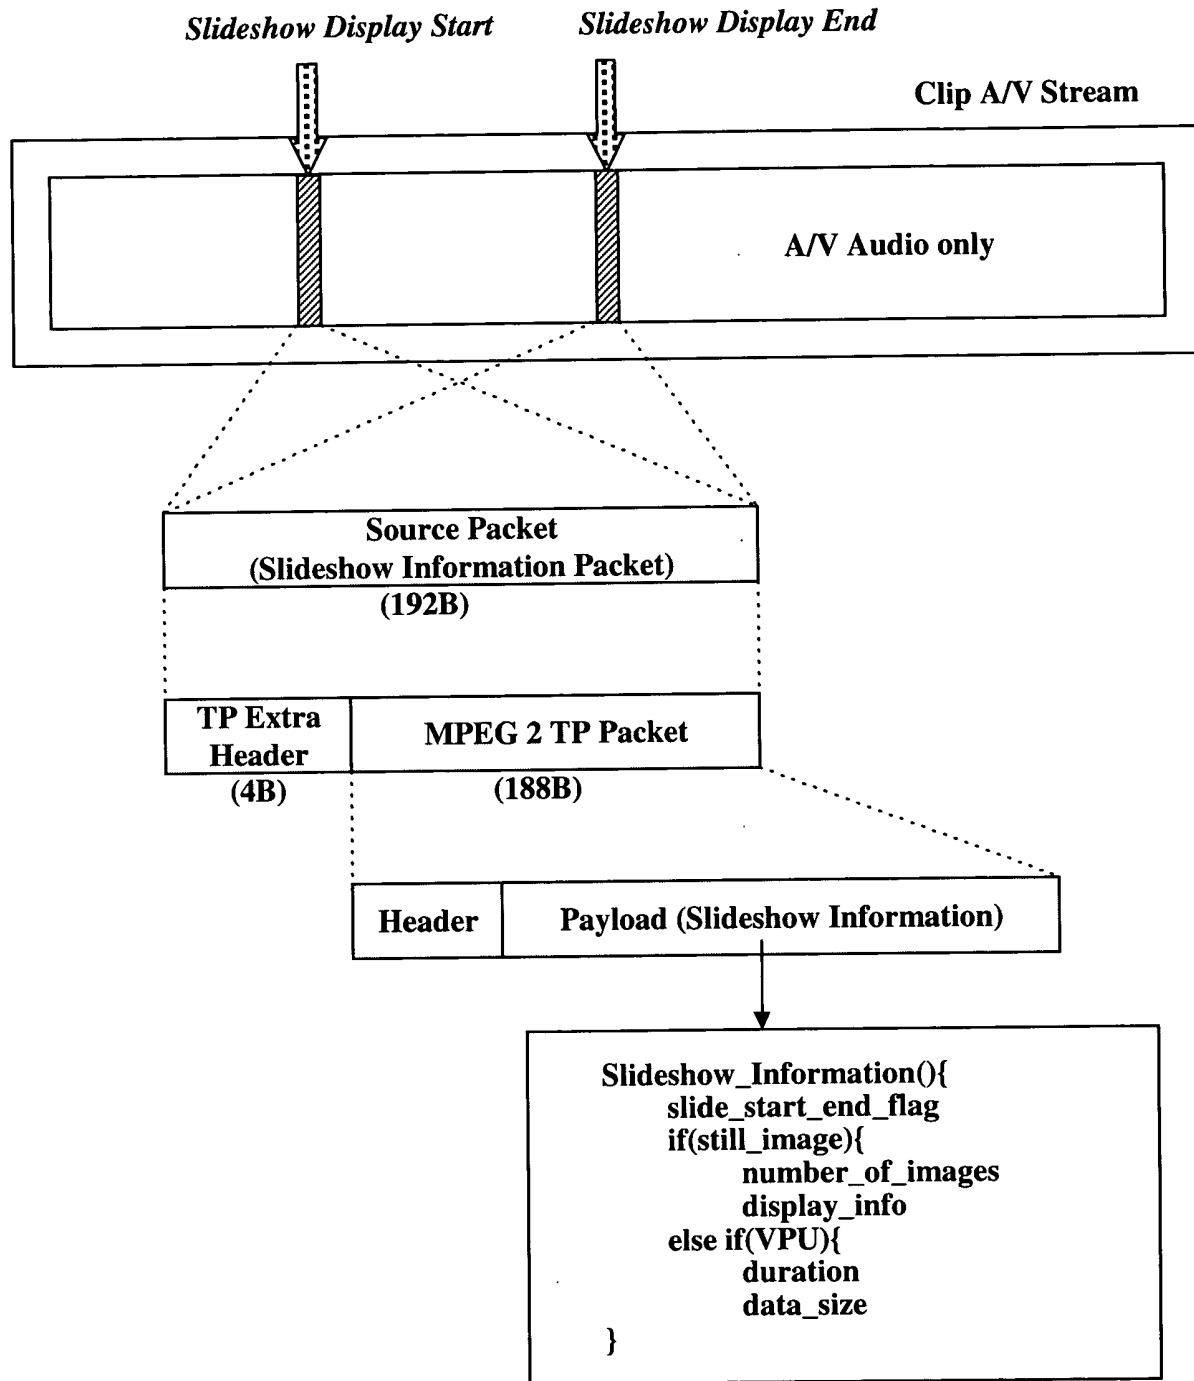 Slideshow Display Start
Slideshow Display End
Clip A/V Stream
A/V Audio only
Source Packet
(Slideshow Information Packet)
(192B)
TP Extra
Header
MPEG 2 TP Packet
(4B)
(188B)
Header
Payload (Slideshow Information)
Slideshow_Information(){
slide_start_end_flag
if(still_image){
number_of_images
display_info
else if(VPU){
duration
data_size
}